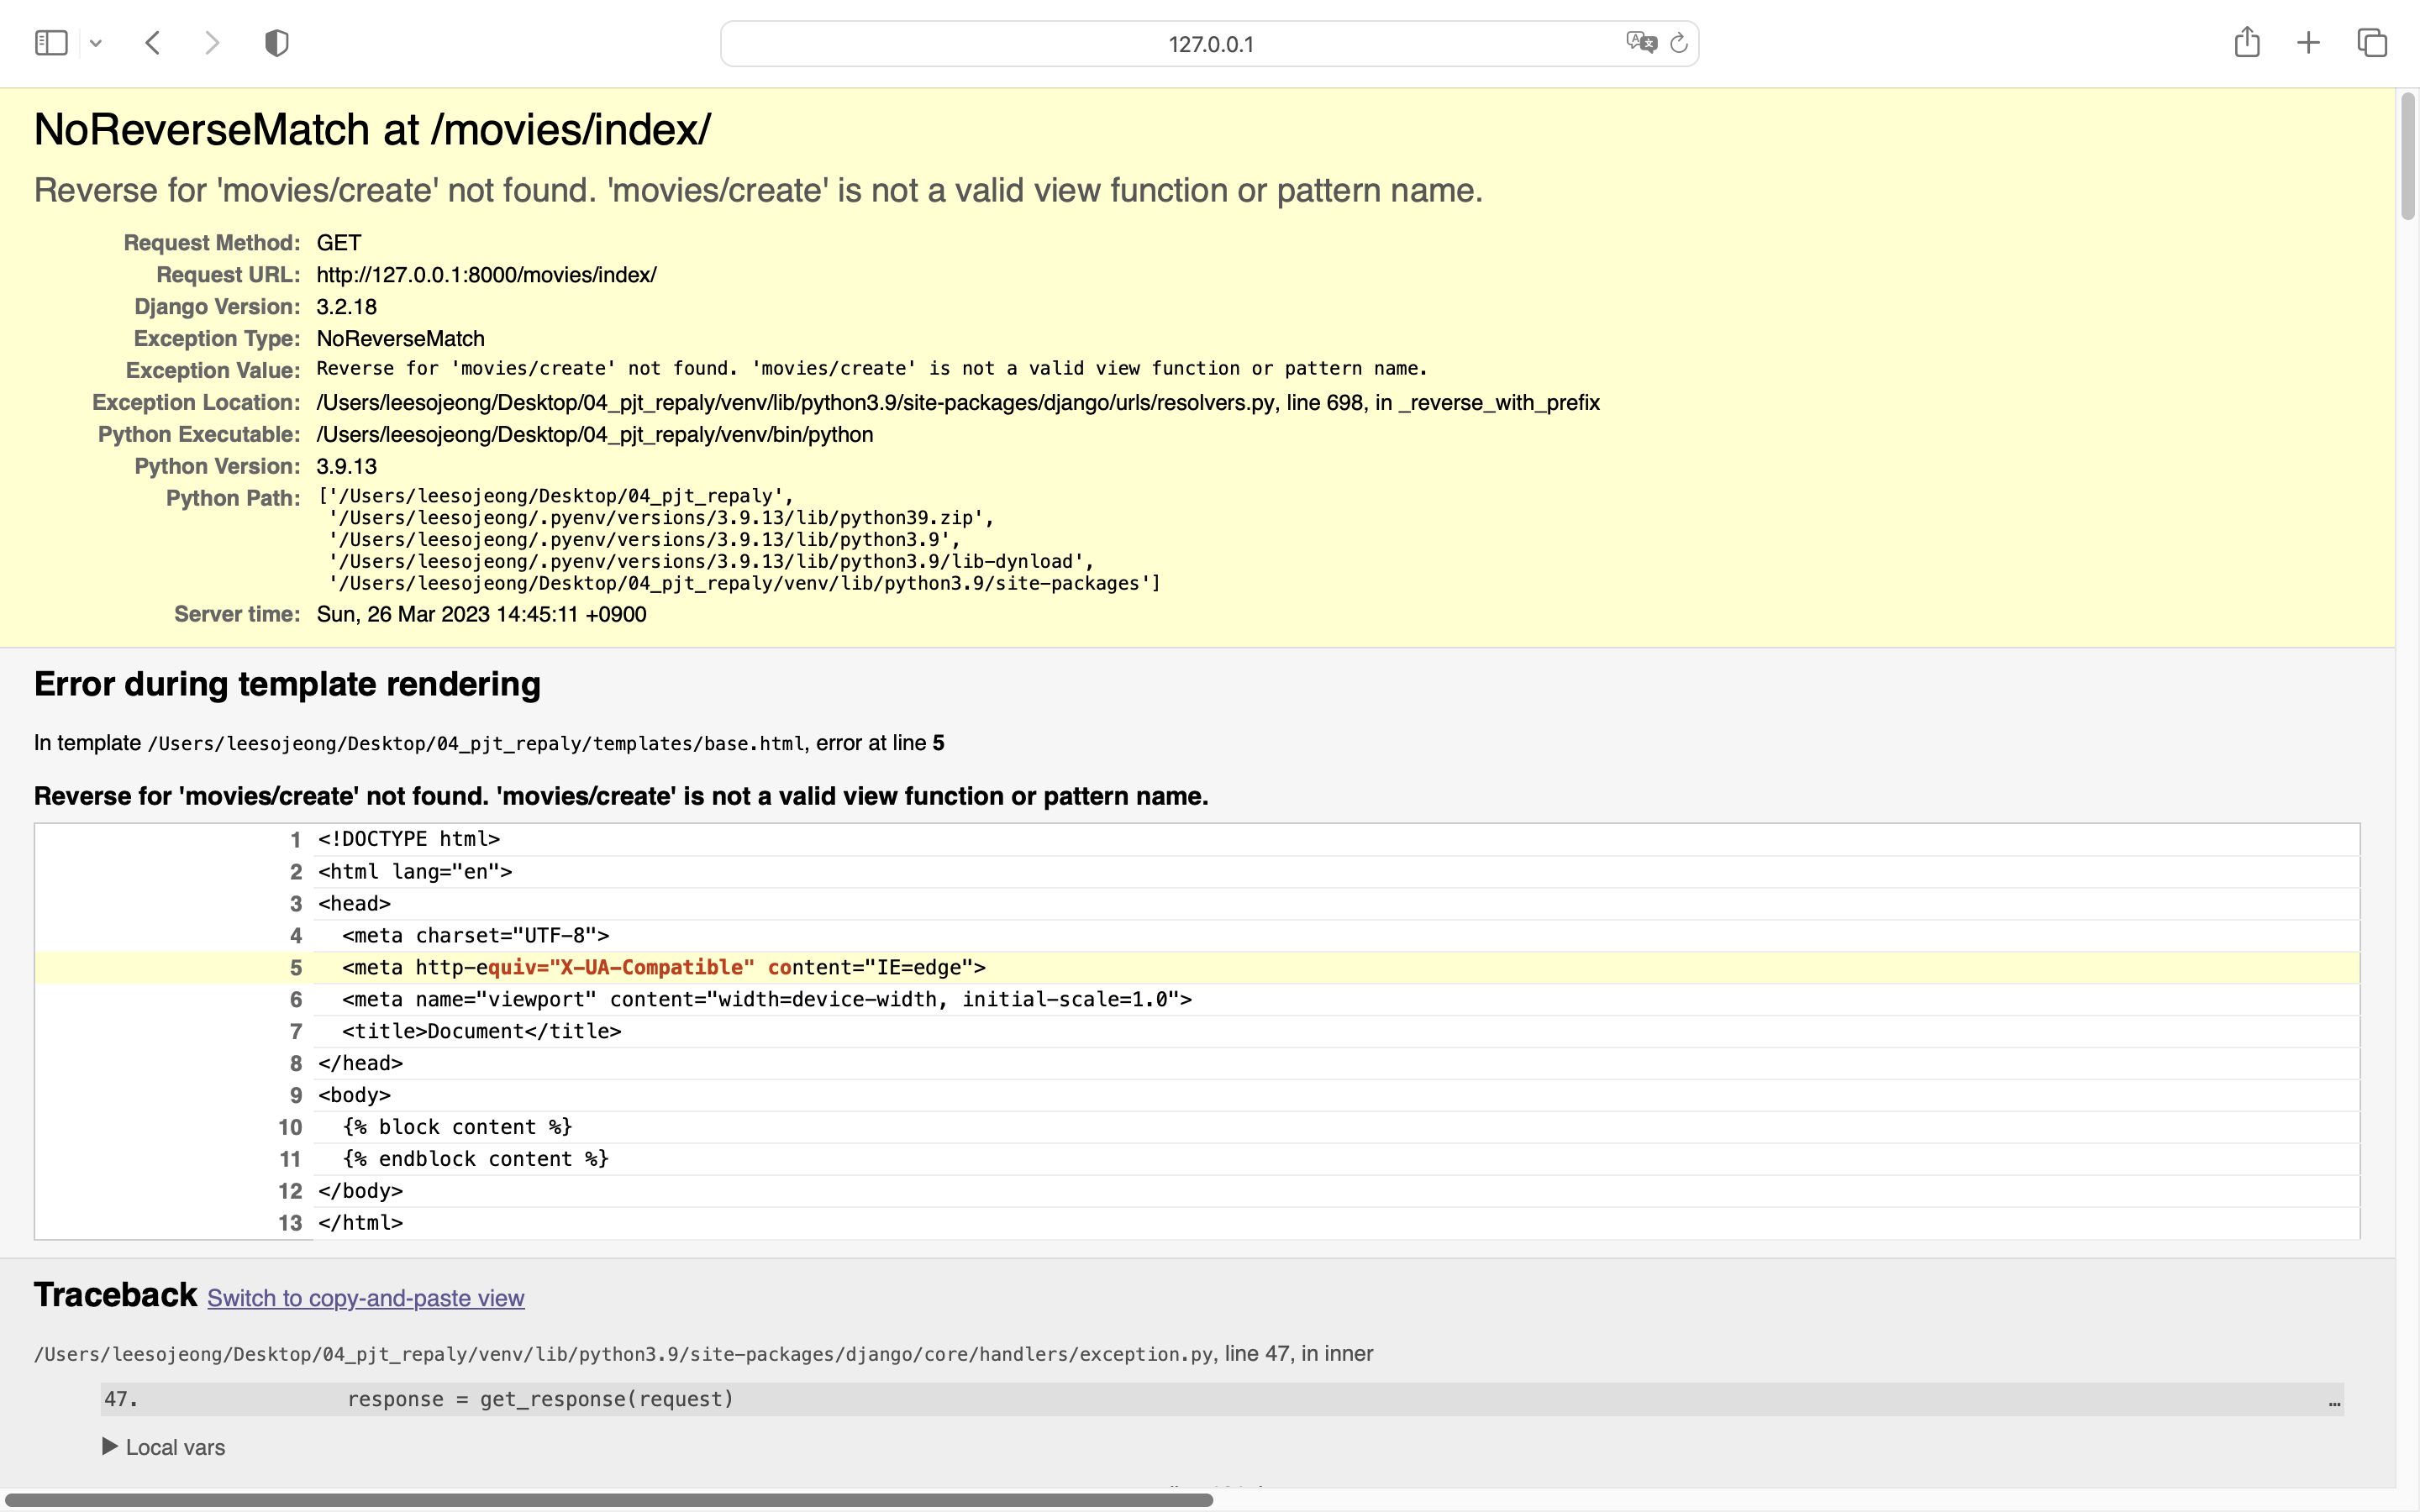 127.0.0.1
NoReverseMatch at /movies/index/
Reverse for 'movies/create' not found. 'movies/create' is not a valid view function or pattern name.
Request Method: GET
Request URL: http://127.0.0.1:8000/movies/index/
Django Version: 3.2.18
Exception Type: NoReverseMatch
Exception Value: Reverse for 'movies/create' not found. 'movies/create' is not a valid view function or pattern name.
Exception Location: /Users/leesojeong/Desktop/04_pjt_repaly/venv/lib/python3.9/site-packages/django/urls/resolvers.py, line 698, in _reverse_with_prefix
Python Executable: /Users/leesojeong/Desktop/04_pjt_repaly/venv/bin/python
Python Version: 3.9.13
Python Path: ['/Users/leesojeong/Desktop/04_pjt_repaly',
'/Users/leesojeong/.pyenv/versions/3.9.13/lib/python39.zip',
'/Users/leesojeong/.pyenv/versions/3.9.13/lib/python3.9',
'/Users/leesojeong/.pyenv/versions/3.9.13/lib/python3.9/lib-dynload',
'/Users/leesojeong/Desktop/04_pjt_repaly/venv/lib/python3.9/site-packages']
Server time: Sun, 26 Mar 2023 14:45:11 +0900
Error during template rendering
In template /Users/leesojeong/Desktop/04_pjt_repaly/templates/base.html, error at line 5
Reverse for 'movies/create' not found. 'movies/create' is not a valid view function or pattern name.
1 <!DOCTYPE html>
2 <html lang="en">
3 <head>
4 <meta charset="UTF-8">
5 <meta http-equiv="X-UA-Compatible" content="IE=edge">
6 <meta name="viewport" content="width=device-width, initial-scale=1.0">
7 <title>Document</title>
8 </head>
9 <body>
10 {% block content %}
11 {% endblock content %}
12 </body>
13 </html>
Traceback Switch to copy-and-paste view
/Users/leesojeong/Desktop/04_pjt_repaly/venv/lib/python3.9/site-packages/django/core/handlers/exception.py, line 47, in inner
47. response = get_response(request) …
▶ Local vars